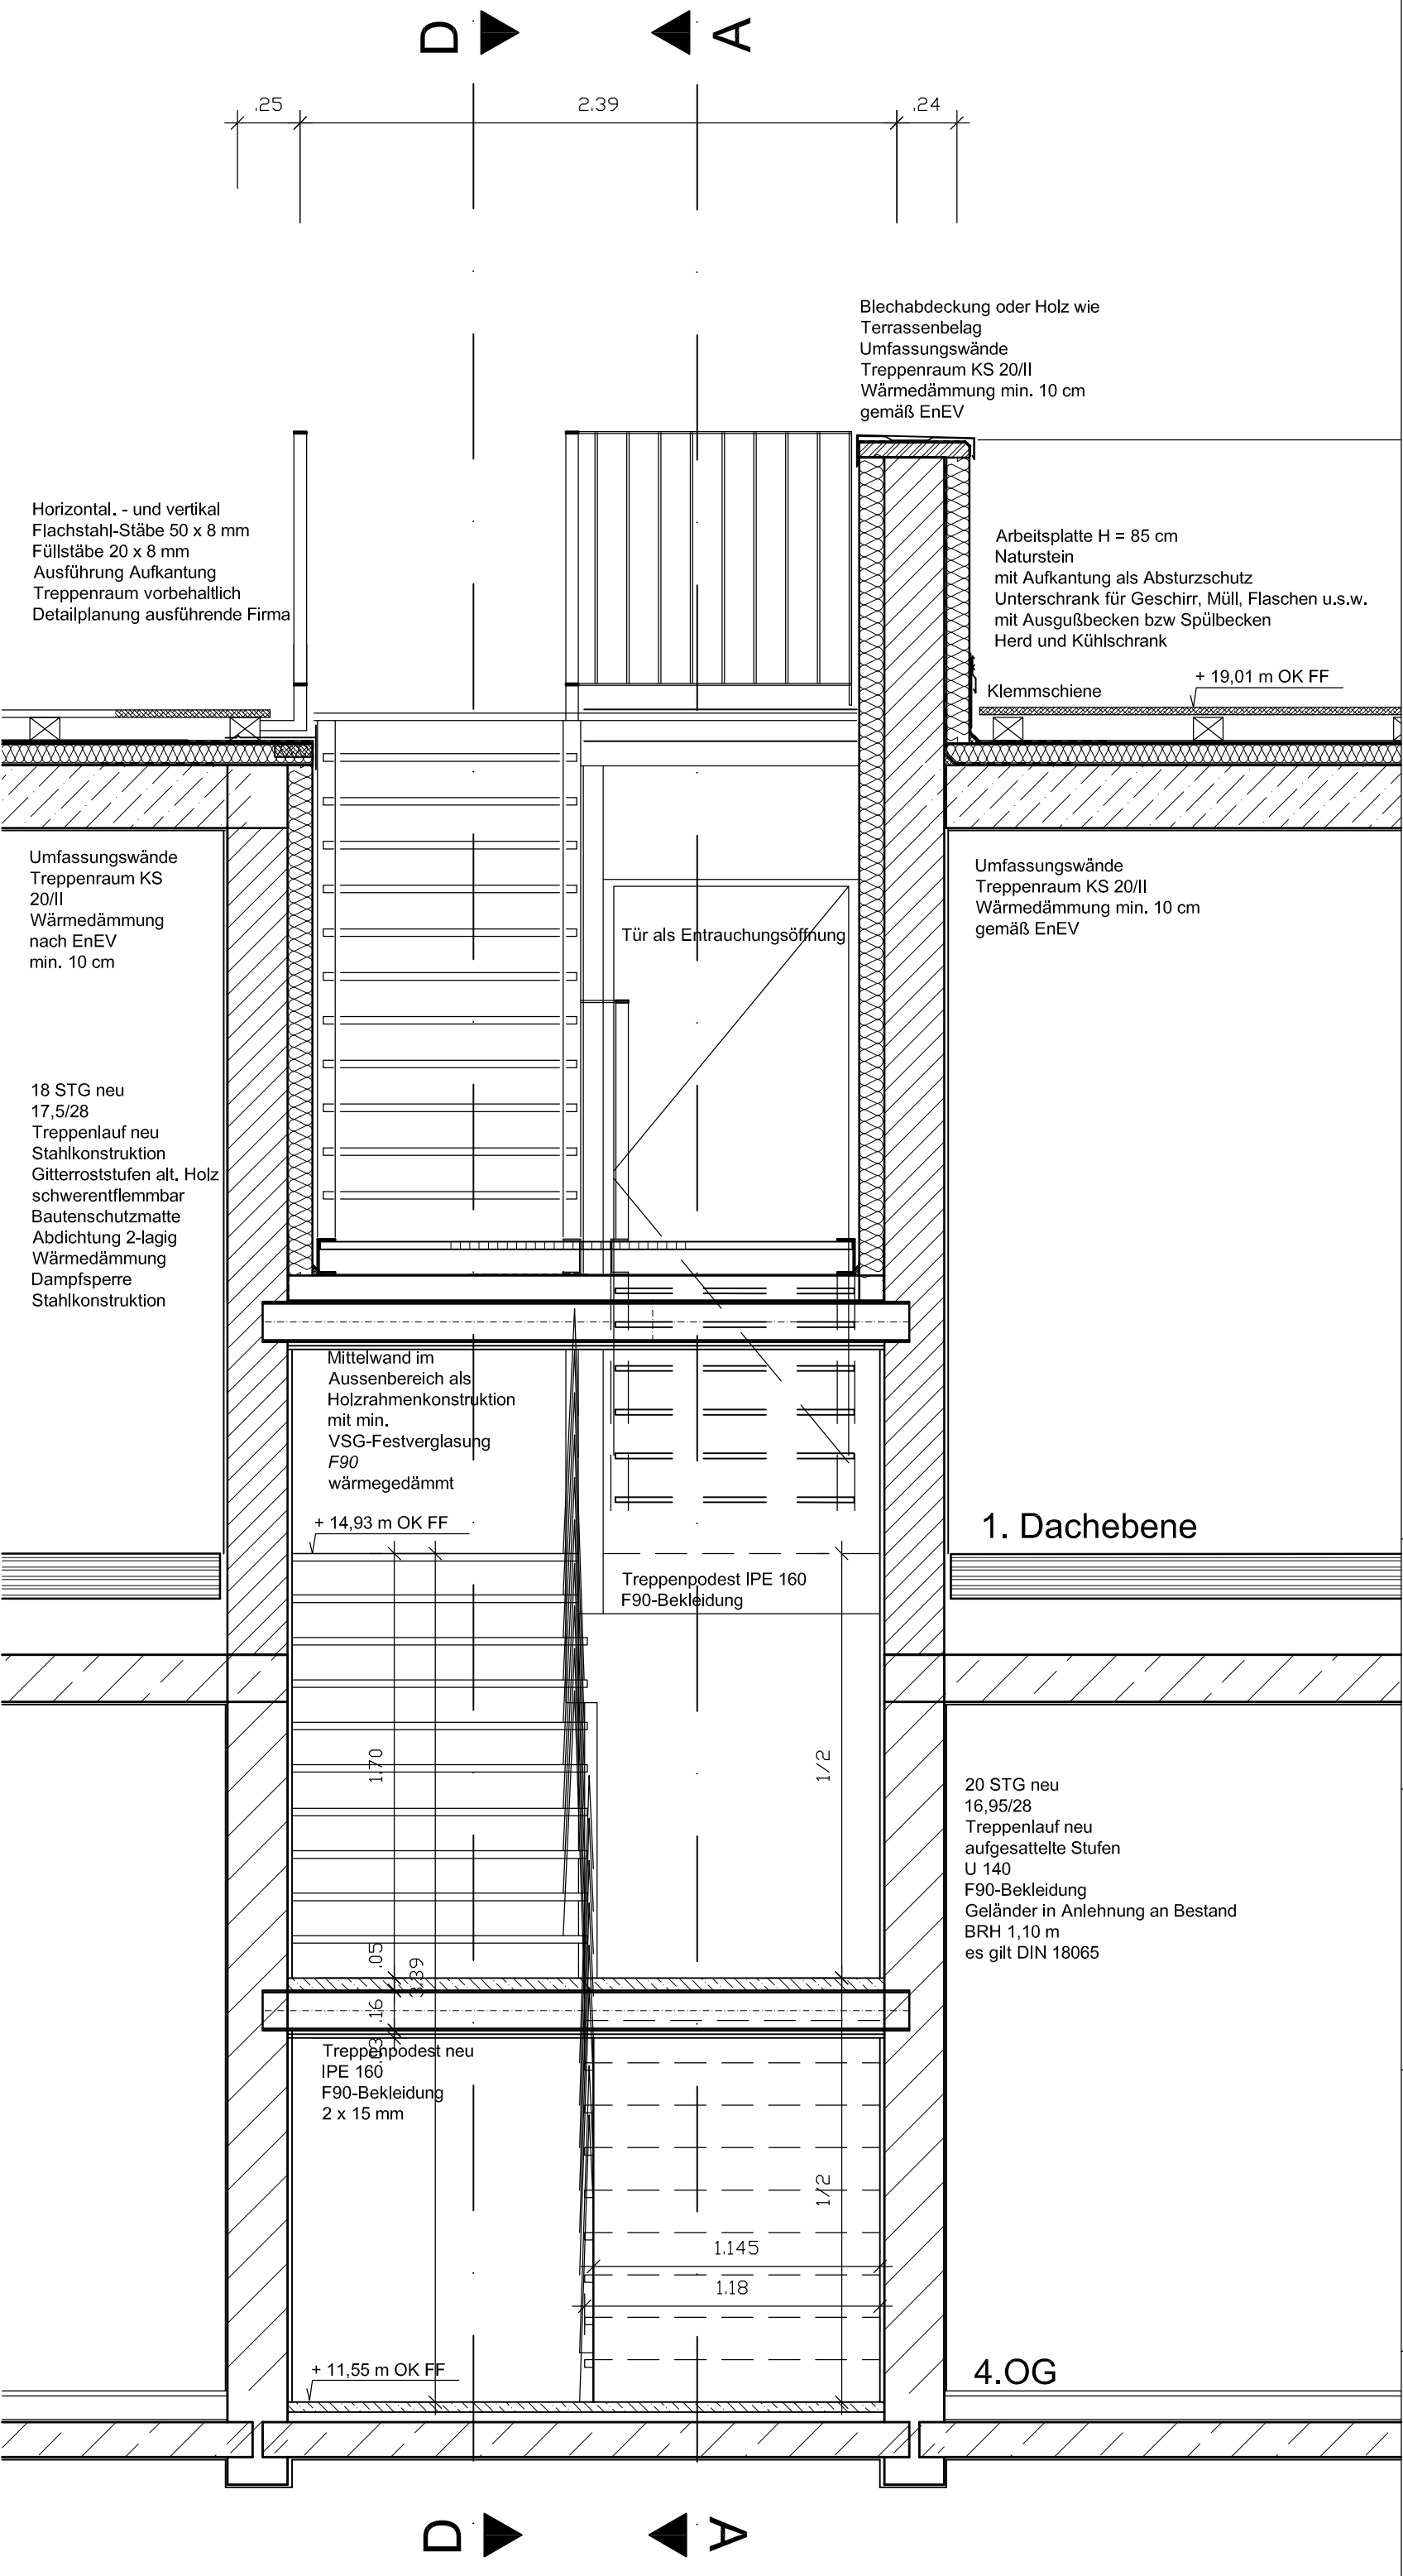 D A
.25 2.39 .24
Blechabdeckung oder Holz wie
Terrassenbelag
Umfassungswände
Treppenraum KS 20/II
Wärmedämmung min. 10 cm
gemäß EnEV
Horizontal. - und vertikal
Flachstahl-Stäbe 50 x 8 mm
Füllstäbe 20 x 8 mm
Ausführung Aufkantung
Treppenraum vorbehaltlich
Detailplanung ausführende Firma
Arbeitsplatte H = 85 cm
Naturstein
mit Aufkantung als Absturzschutz
Unterschrank für Geschirr, Müll, Flaschen u.s.w.
mit Ausgußbecken bzw Spülbecken
Herd und Kühlschrank
+ 19,01 m OK FF
Klemmschiene
Umfassungswände
Treppenraum KS
20/II
Wärmedämmung
nach EnEV
min. 10 cm
Umfassungswände
Treppenraum KS 20/II
Wärmedämmung min. 10 cm
gemäß EnEV
Tür als Entrauchungsöffnung
18 STG neu
17,5/28
Treppenlauf neu
Stahlkonstruktion
Gitterroststufen alt. Holz
schwerentflemmbar
Bautenschutzmatte
Abdichtung 2-lagig
Wärmedämmung
Dampfsperre
Stahlkonstruktion
Mittelwand im
Aussenbereich als
Holzrahmenkonstruktion
mit min.
VSG-Festverglasung
F90
wärmegedämmt
+ 14,93 m OK FF
1. Dachebene
Treppenpodest IPE 160
F90-Bekleidung
1.70
1/2
20 STG neu
16,95/28
Treppenlauf neu
aufgesattelte Stufen
U 140
F90-Bekleidung
Geländer in Anlehnung an Bestand
BRH 1,10 m
es gilt DIN 18065
.05
3.39
.16
.03
Treppenpodest neu
IPE 160
F90-Bekleidung
2 x 15 mm
1/2
1.145
1.18
+ 11,55 m OK FF
4.OG
D A